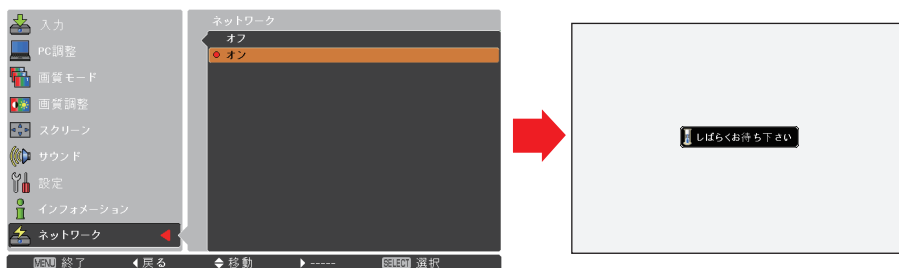 入力
PC調整
画質モード
画質調整
スクリーン
サウンド
設定
インフォメーション
ネットワーク
ネットワーク
オフ
オン
MENU 終了 戻る 移動 ----- SELECT 選択
しばらくお待ち下さい